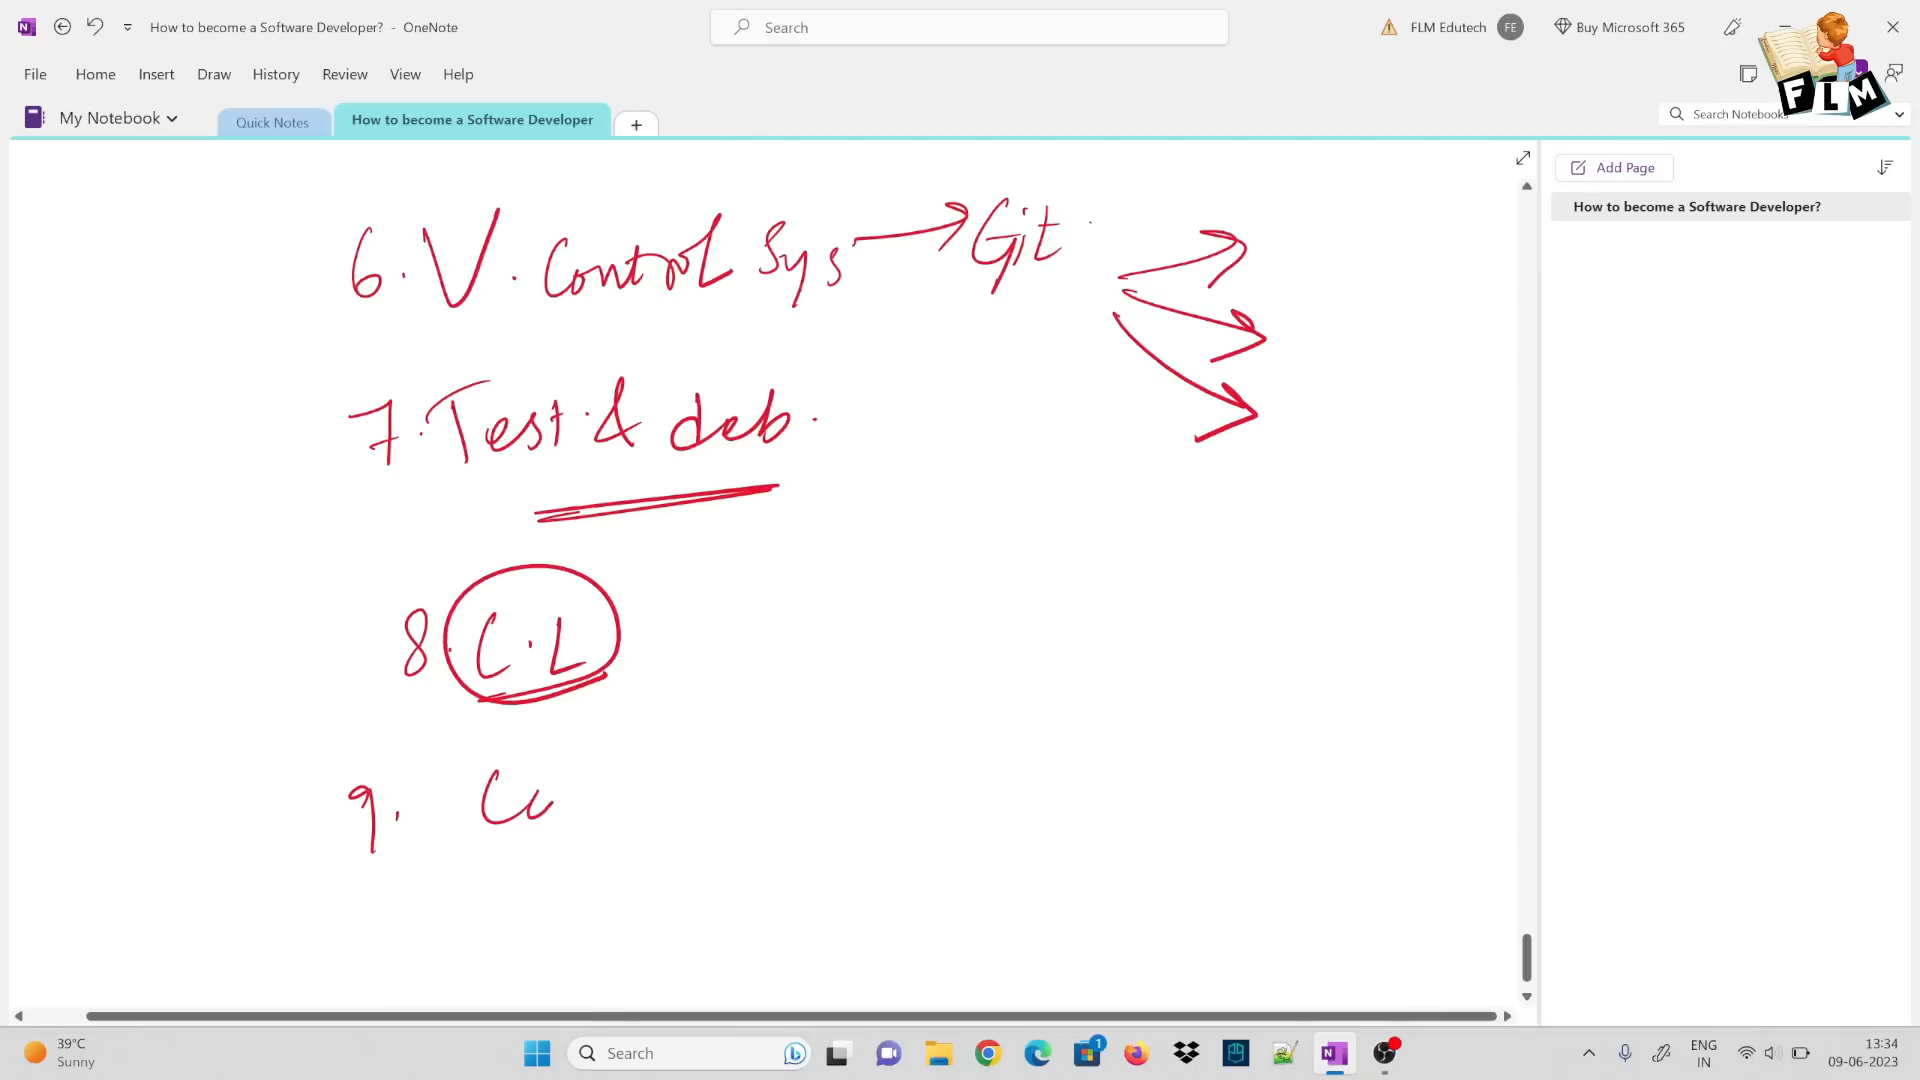 How to become a Software Developer? - OneNote
Search
FLM Edutech FE
Buy Microsoft 365
File Home Insert Draw History Review View Help
FLM
My Notebook
Quick Notes
How to become a Software Developer
+
Search Notebooks
Add Page
How to become a Software Developer?
6. V. Control Sys → Git
7. Test & deb.
8. C.L
9.
39°C
Sunny
Search
1
ENG
IN
13:34
09-06-2023